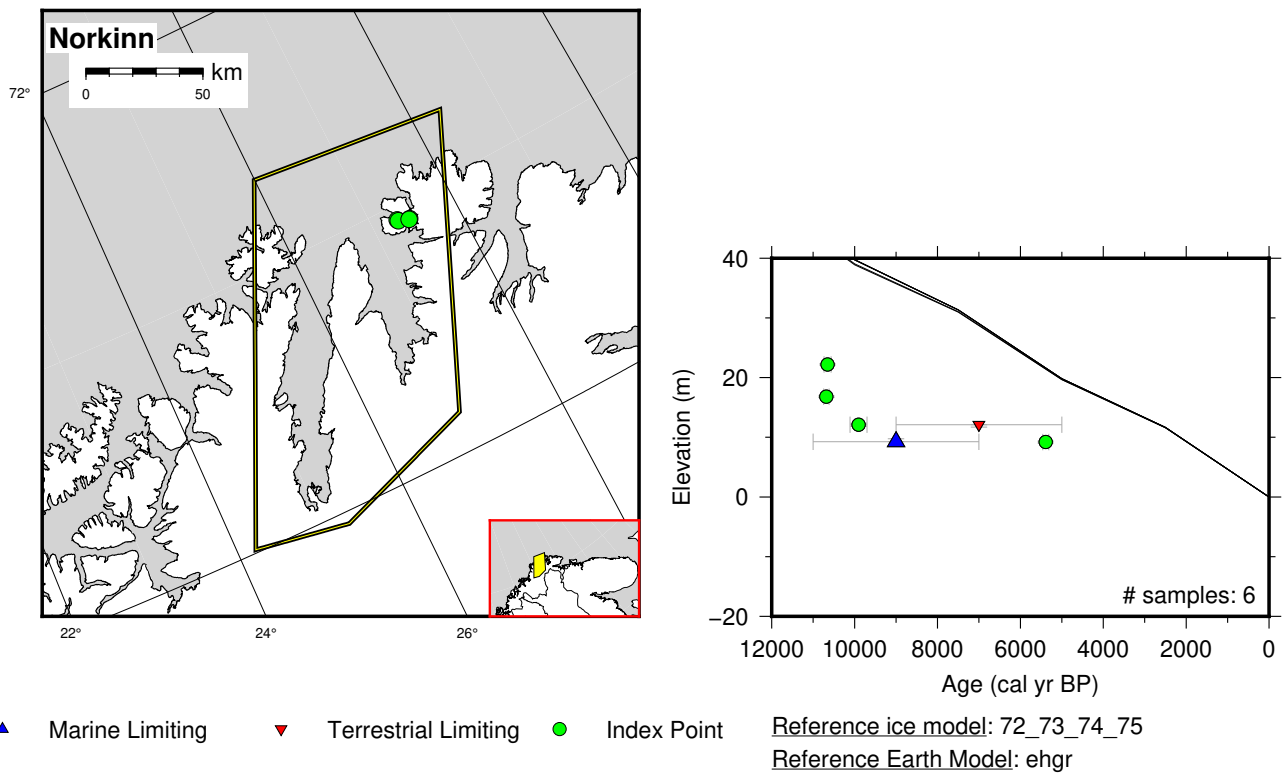 Norkinn
km
0 50
72°
22° 24° 26°
Elevation (m)
40
20
0
−20
# samples: 6
12000 10000 8000 6000 4000 2000 0
Age (cal yr BP)
Marine Limiting Terrestrial Limiting Index Point
Reference ice model: 72_73_74_75
Reference Earth Model: ehgr